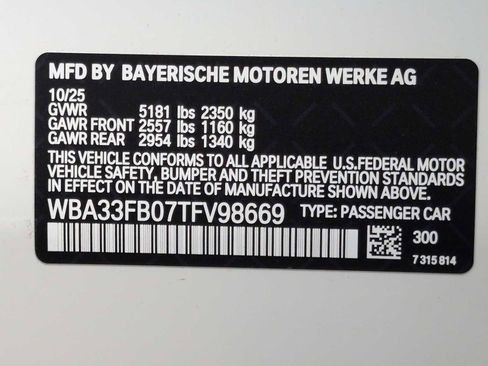 MFD BY BAYERISCHE MOTOREN WERKE AG
10/25
GVWR 5181 lbs 2350 kg
GAWR FRONT 2557 lbs 1160 kg
GAWR REAR 2954 lbs 1340 kg
THIS VEHICLE CONFORMS TO ALL APPLICABLE U.S.FEDERAL MOTOR
VEHICLE SAFETY, BUMPER AND THEFT PREVENTION STANDARDS
IN EFFECT ON THE DATE OF MANUFACTURE SHOWN ABOVE.
WBA33FB07TFV98669 TYPE: PASSENGER CAR
300
7 315 814